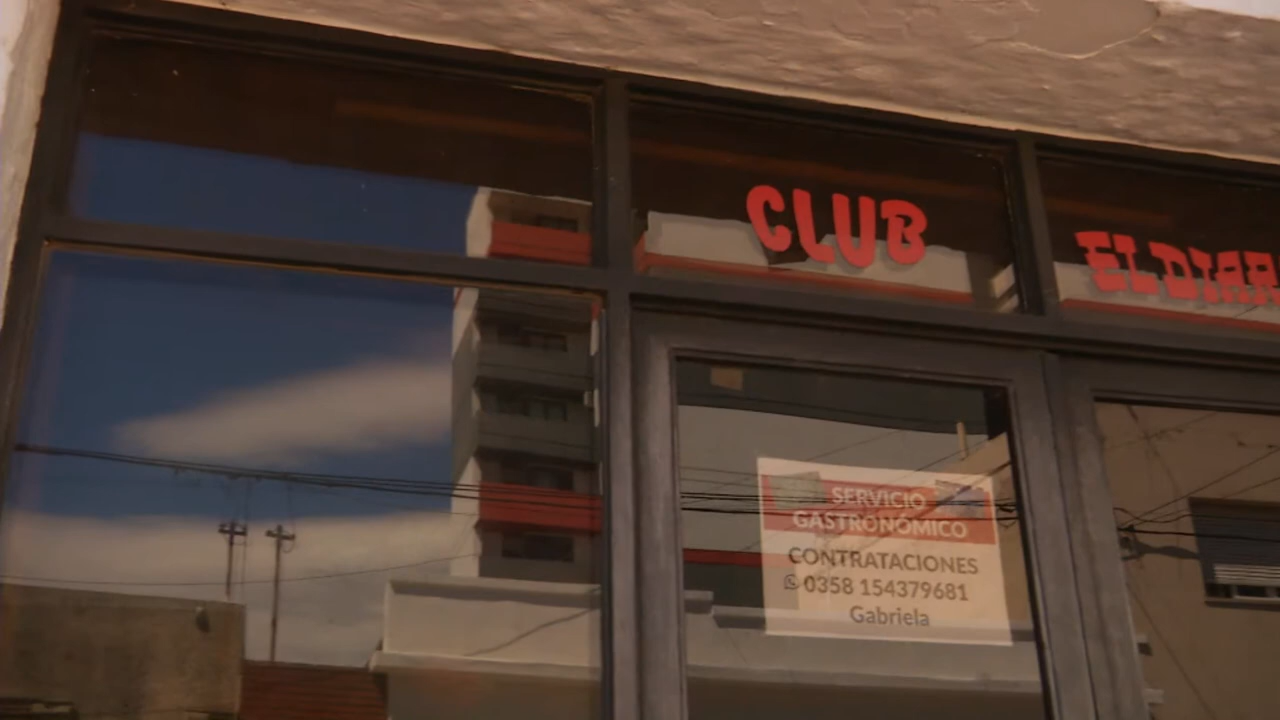 CLUB
SERVICIO
GASTRONÓMICO
CONTRATACIONES
0358 154379681
Gabriela